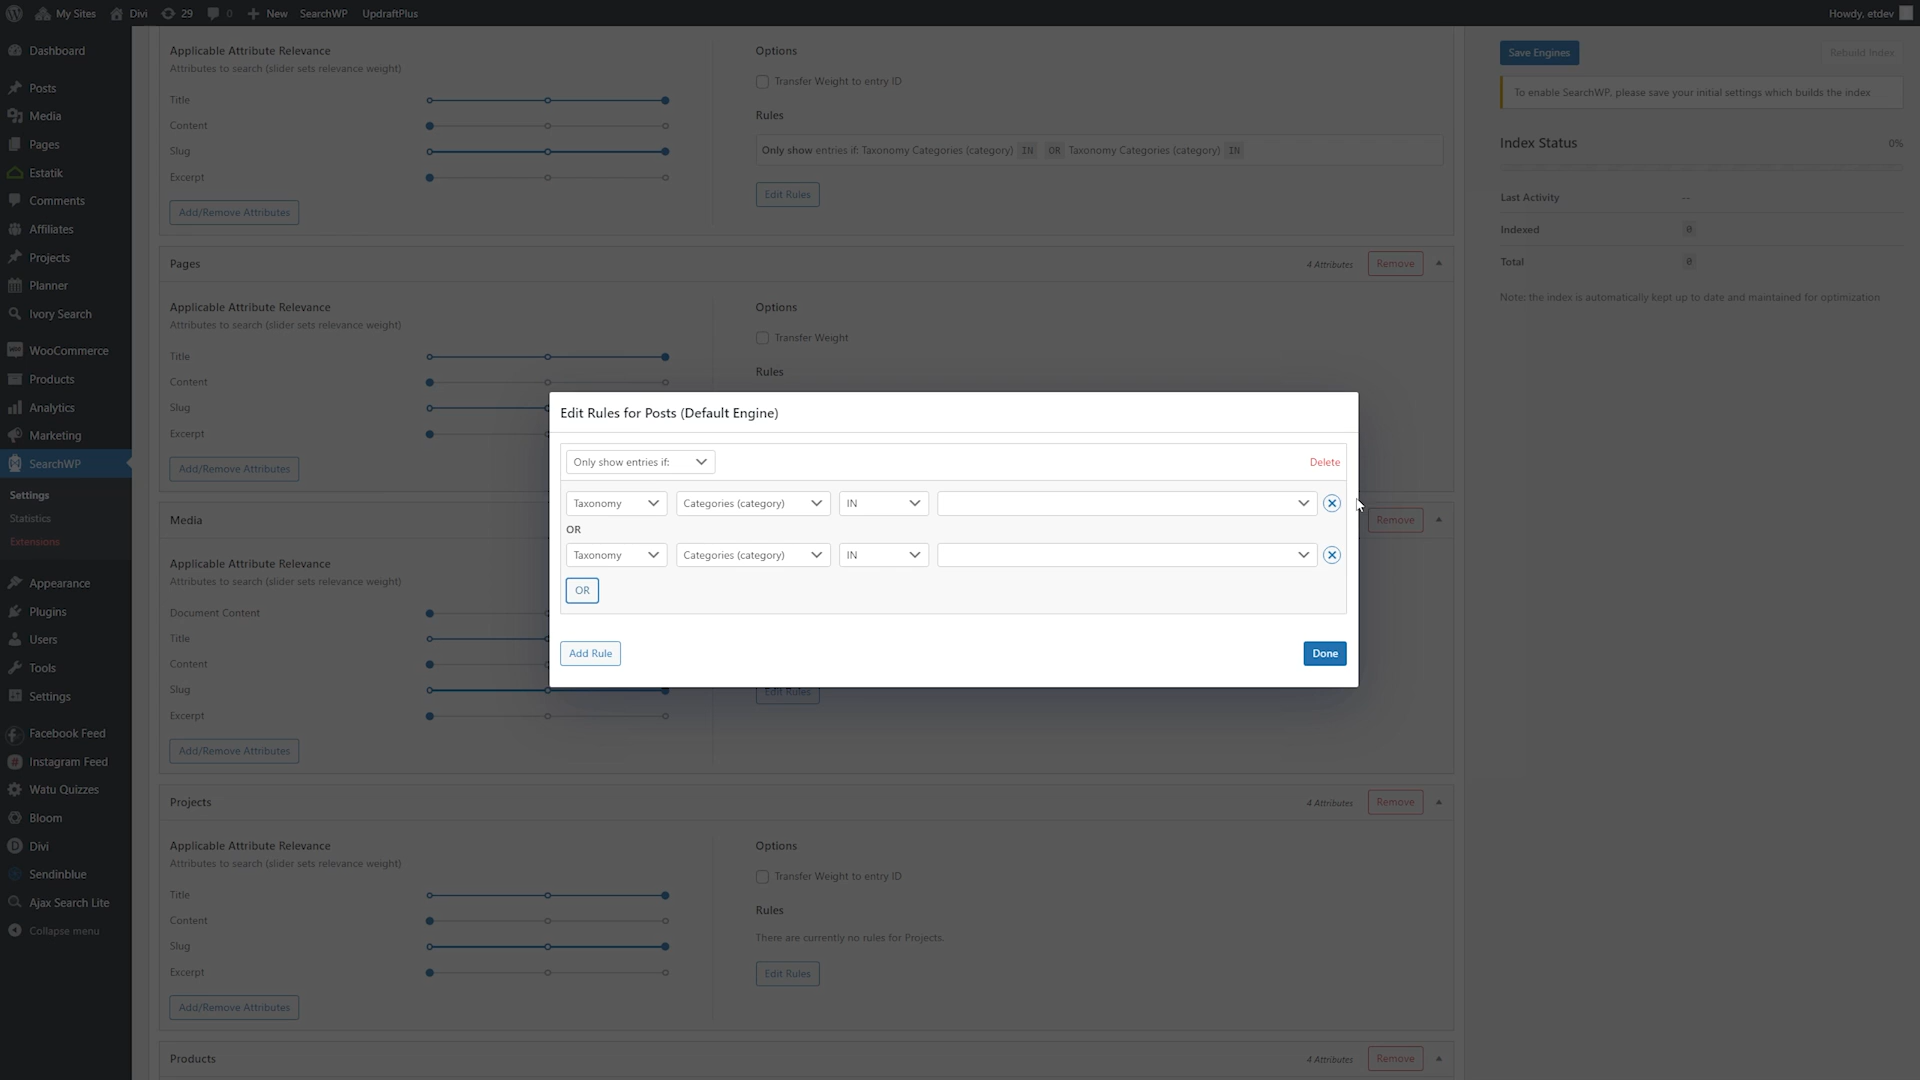 My Sites Divi 29 0 New SearchWP UpdraftPlus Howdy, etdev
Dashboard
Posts
Media
Pages
Estatik
Comments
Affiliates
Projects
Planner
Ivory Search
WooCommerce
Products
Analytics
Marketing
SearchWP
Settings
Statistics
Extensions
Appearance
Plugins
Users
Tools
Settings
Facebook Feed
Instagram Feed
Watu Quizzes
Bloom
Divi
Sendinblue
Ajax Search Lite
Collapse menu
Applicable Attribute Relevance
Attributes to search (slider sets relevance weight)
Title
Content
Slug
Excerpt
Add/Remove Attributes
Options
Transfer Weight to entry ID
Rules
Only show entries if: Taxonomy Categories (category) IN OR Taxonomy Categories (category) IN
Edit Rules
Pages 4 Attributes Remove
Applicable Attribute Relevance
Attributes to search (slider sets relevance weight)
Title
Content
Slug
Excerpt
Add/Remove Attributes
Options
Transfer Weight
Rules
Edit Rules for Posts (Default Engine)
Only show entries if: Delete
Taxonomy Categories (category) IN
OR
Taxonomy Categories (category) IN
OR
Add Rule Done
Media Remove
Applicable Attribute Relevance
Attributes to search (slider sets relevance weight)
Document Content
Title
Content
Slug
Excerpt
Add/Remove Attributes
Edit Rules
Projects 4 Attributes Remove
Applicable Attribute Relevance
Attributes to search (slider sets relevance weight)
Title
Content
Slug
Excerpt
Add/Remove Attributes
Options
Transfer Weight to entry ID
Rules
There are currently no rules for Projects.
Edit Rules
Products 4 Attributes Remove
Save Engines Rebuild Index
To enable SearchWP, please save your initial settings which builds the index
Index Status 0%
Last Activity --
Indexed 0
Total 0
Note: the index is automatically kept up to date and maintained for optimization